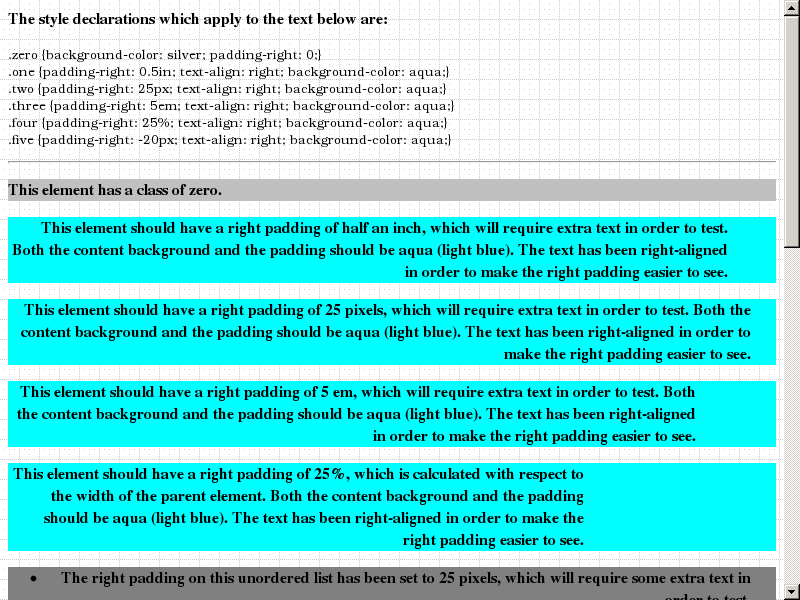 The style declarations which apply to the text below are:
.zero {background-color: silver; padding-right: 0;}
.one {padding-right: 0.5in; text-align: right; background-color: aqua;}
.two {padding-right: 25px; text-align: right; background-color: aqua;}
.three {padding-right: 5em; text-align: right; background-color: aqua;}
.four {padding-right: 25%; text-align: right; background-color: aqua;}
.five {padding-right: -20px; text-align: right; background-color: aqua;}
This element has a class of zero.
This element should have a right padding of half an inch, which will require extra text in order to test.
Both the content background and the padding should be aqua (light blue). The text has been right-aligned
in order to make the right padding easier to see.
This element should have a right padding of 25 pixels, which will require extra text in order to test. Both the
content background and the padding should be aqua (light blue). The text has been right-aligned in order to
make the right padding easier to see.
This element should have a right padding of 5 em, which will require extra text in order to test. Both
the content background and the padding should be aqua (light blue). The text has been right-aligned
in order to make the right padding easier to see.
This element should have a right padding of 25%, which is calculated with respect to
the width of the parent element. Both the content background and the padding
should be aqua (light blue). The text has been right-aligned in order to make the
right padding easier to see.
• The right padding on this unordered list has been set to 25 pixels, which will require some extra text in
order to test.